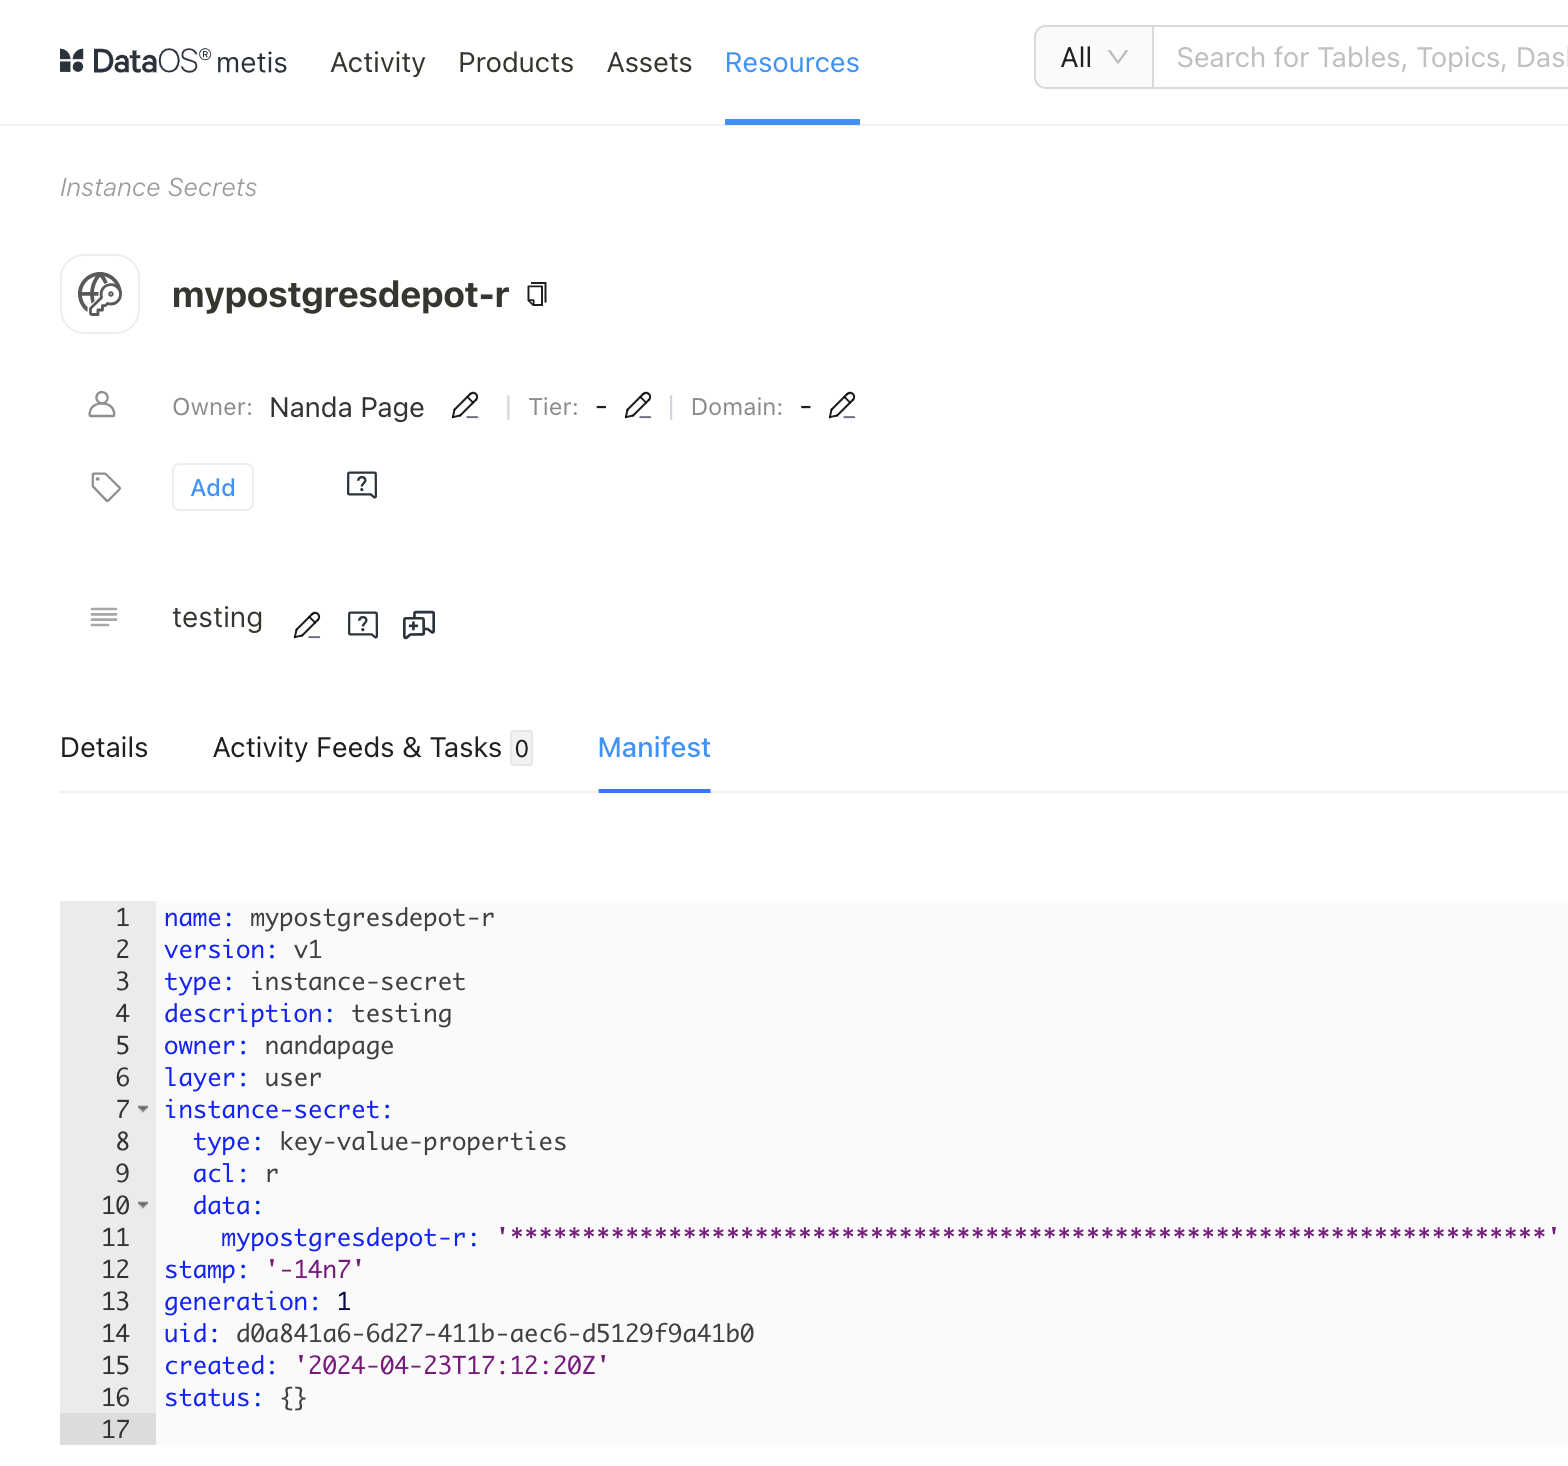 DataOS® metis Activity Products Assets Resources All Search for Tables, Topics, Das
Instance Secrets
mypostgresdepot-r
Owner: Nanda Page | Tier: - | Domain: -
Add ?
testing ?
Details Activity Feeds & Tasks 0 Manifest
1 name: mypostgresdepot-r
2 version: v1
3 type: instance-secret
4 description: testing
5 owner: nandapage
6 layer: user
7 instance-secret:
8 type: key-value-properties
9 acl: r
10 data:
11 mypostgresdepot-r: '************************************************************************'
12 stamp: '-14n7'
13 generation: 1
14 uid: d0a841a6-6d27-411b-aec6-d5129f9a41b0
15 created: '2024-04-23T17:12:20Z'
16 status: {}
17